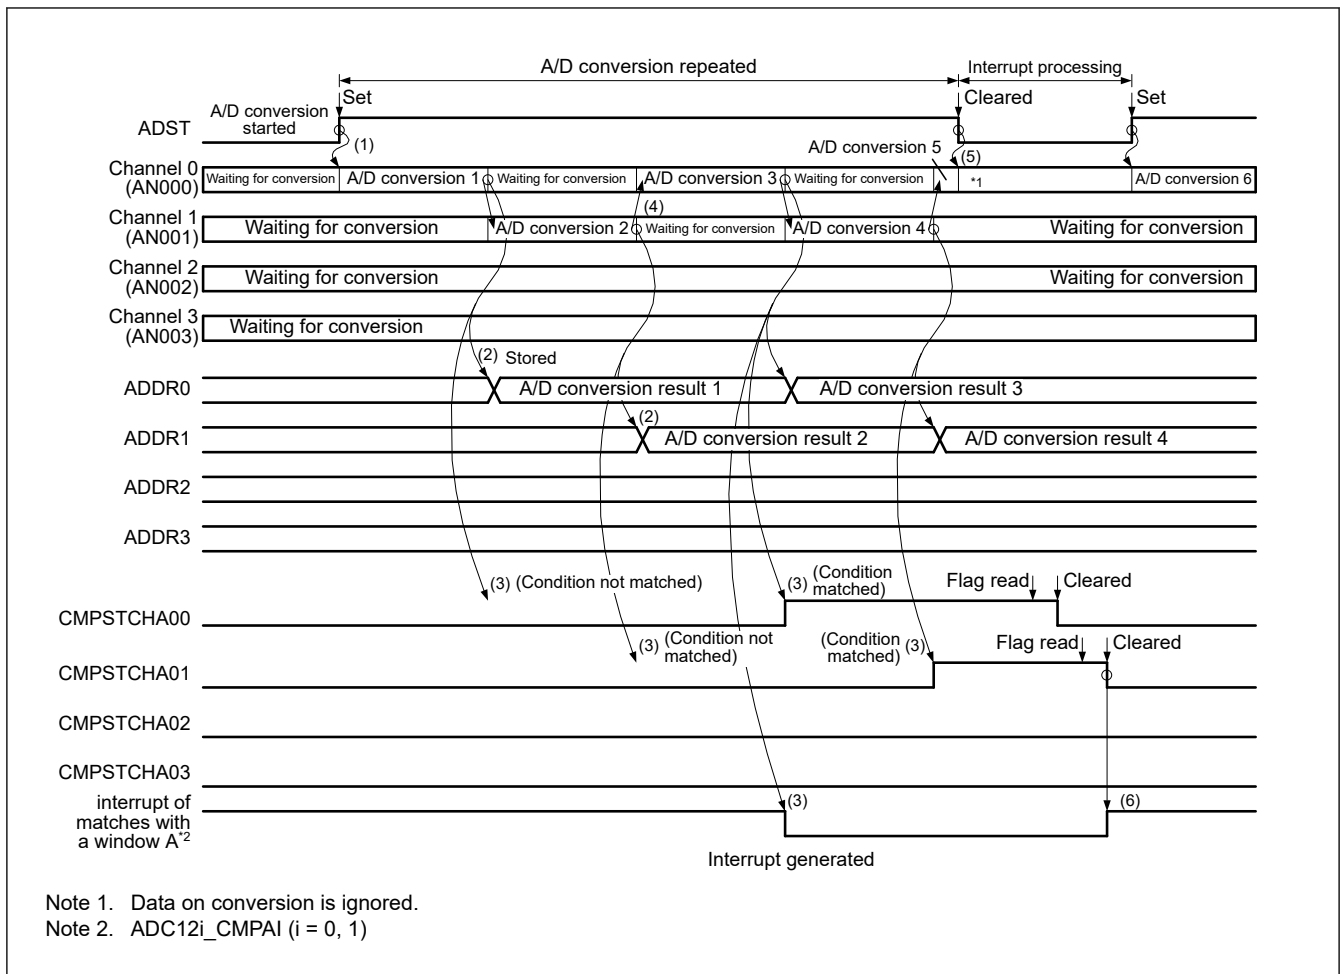 A/D conversion repeated
Interrupt processing
Set
Cleared
Set
A/D conversion
started
ADST
(1)
A/D conversion 5
(5)
Channel 0
(AN000)
Waiting for conversion
A/D conversion 1
Waiting for conversion
A/D conversion 3
Waiting for conversion
*1
A/D conversion 6
(4)
Channel 1
(AN001)
Waiting for conversion
A/D conversion 2
Waiting for conversion
A/D conversion 4
Waiting for conversion
Channel 2
(AN002)
Waiting for conversion
Waiting for conversion
Channel 3
(AN003)
Waiting for conversion
(2) Stored
ADDR0
A/D conversion result 1
A/D conversion result 3
(2)
ADDR1
A/D conversion result 2
A/D conversion result 4
ADDR2
ADDR3
(3) (Condition not matched)
(3) (Condition
matched)
Flag read
Cleared
CMPSTCHA00
(3) (Condition not
matched)
(Condition
matched) (3)
Flag read
Cleared
CMPSTCHA01
CMPSTCHA02
CMPSTCHA03
interrupt of
matches with
a window A*2
(3)
(6)
Interrupt generated
Note 1. Data on conversion is ignored.
Note 2. ADC12i_CMPAI (i = 0, 1)